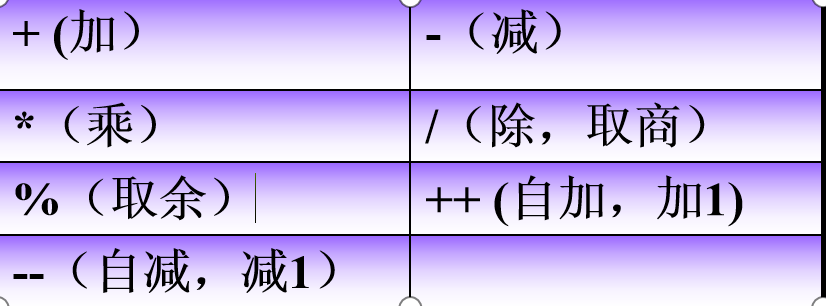 + (加）
-（减）
*（乘）
/（除，取商）
%（取余）
++ (自加，加1)
--（自减，减1）